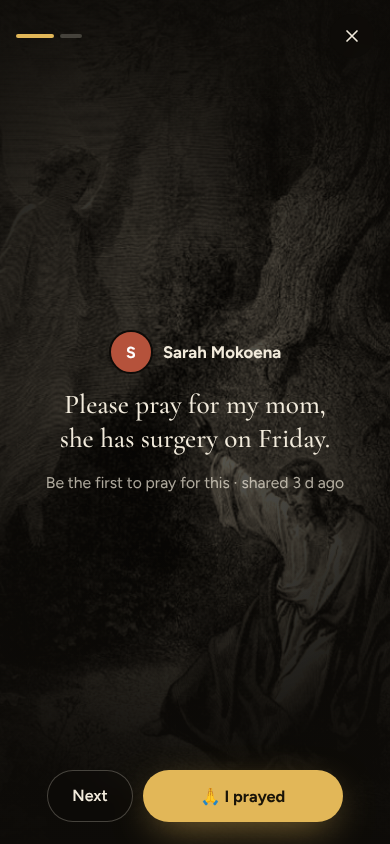 S
Sarah Mokoena
Please pray for my mom,
she has surgery on Friday.
Be the first to pray for this · shared 3 d ago
Next
🙏 I prayed